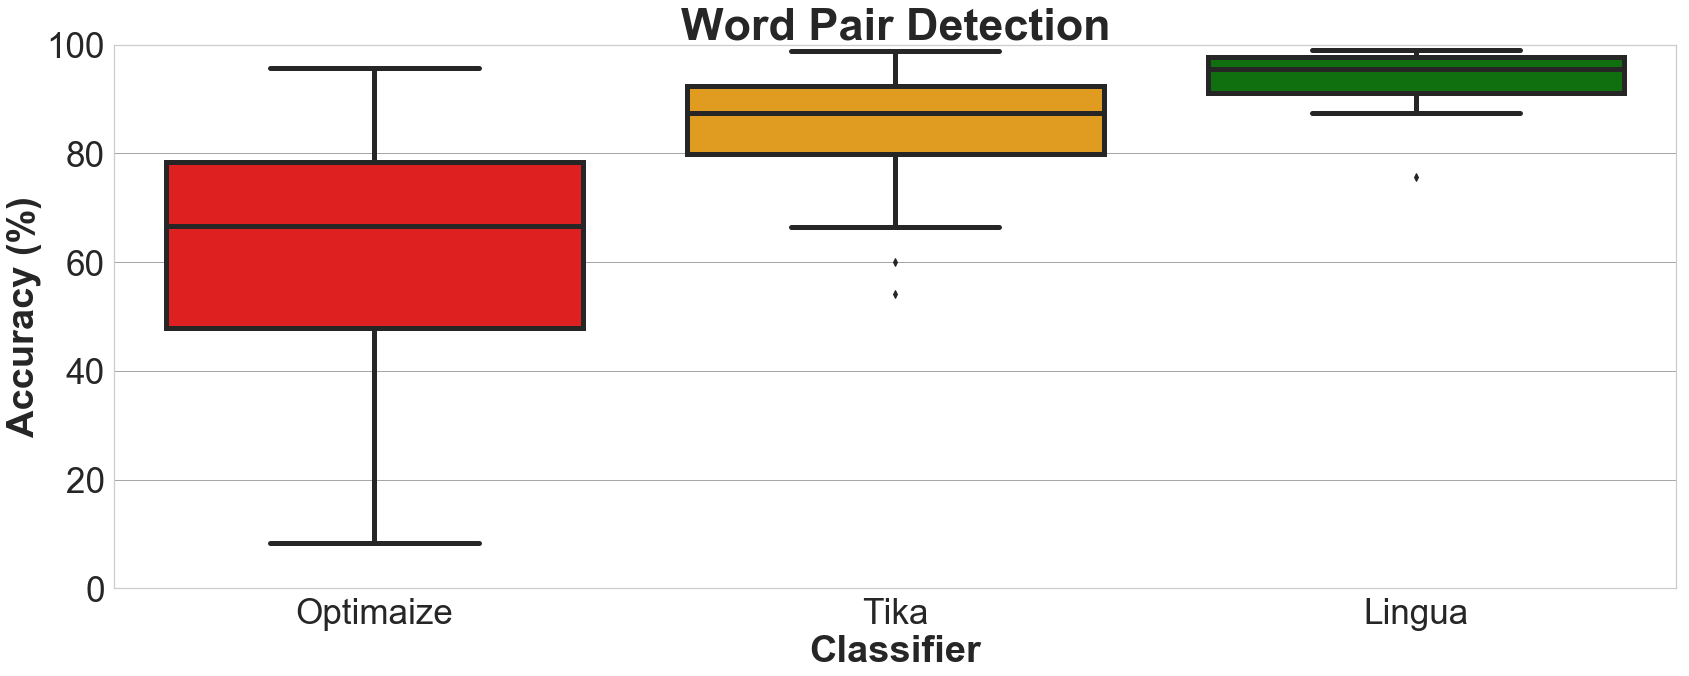 Word Pair Detection
Accuracy (%)
100
80
60
40
20
0
Optimaize
Tika
Lingua
Classifier